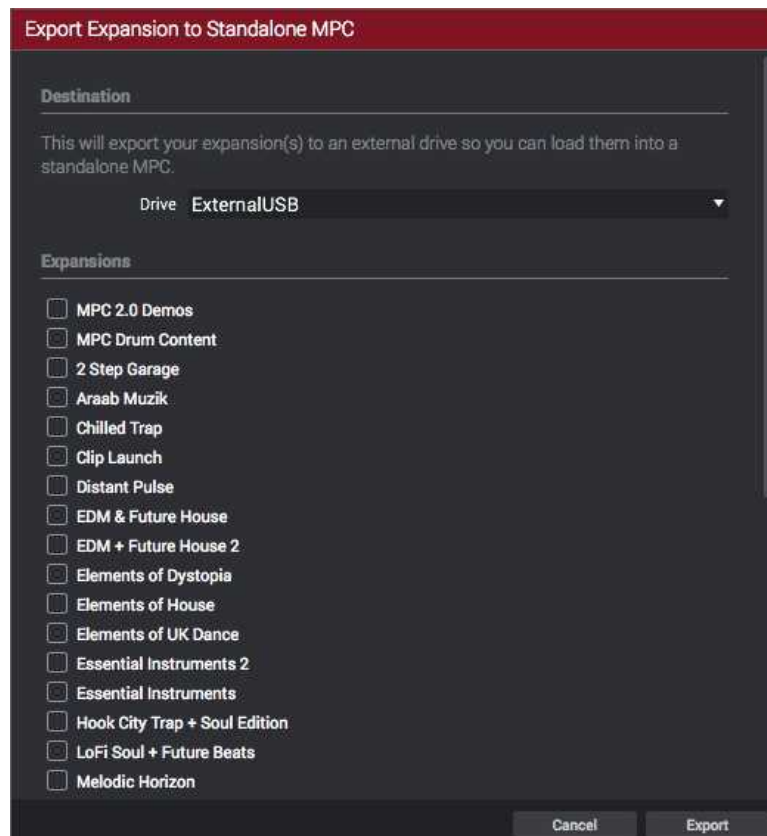 Export Expansion to Standalone MPC
Destination
This will export your expansion(s) to an external drive so you can load them into a
standalone MPC.
Drive ExternalUSB
Expansions
MPC 2.0 Demos
MPC Drum Content
2 Step Garage
Araab Muzik
Chilled Trap
Clip Launch
Distant Pulse
EDM & Future House
EDM + Future House 2
Elements of Dystopia
Elements of House
Elements of UK Dance
Essential Instruments 2
Essential Instruments
Hook City Trap + Soul Edition
LoFi Soul + Future Beats
Melodic Horizon
Cancel Export